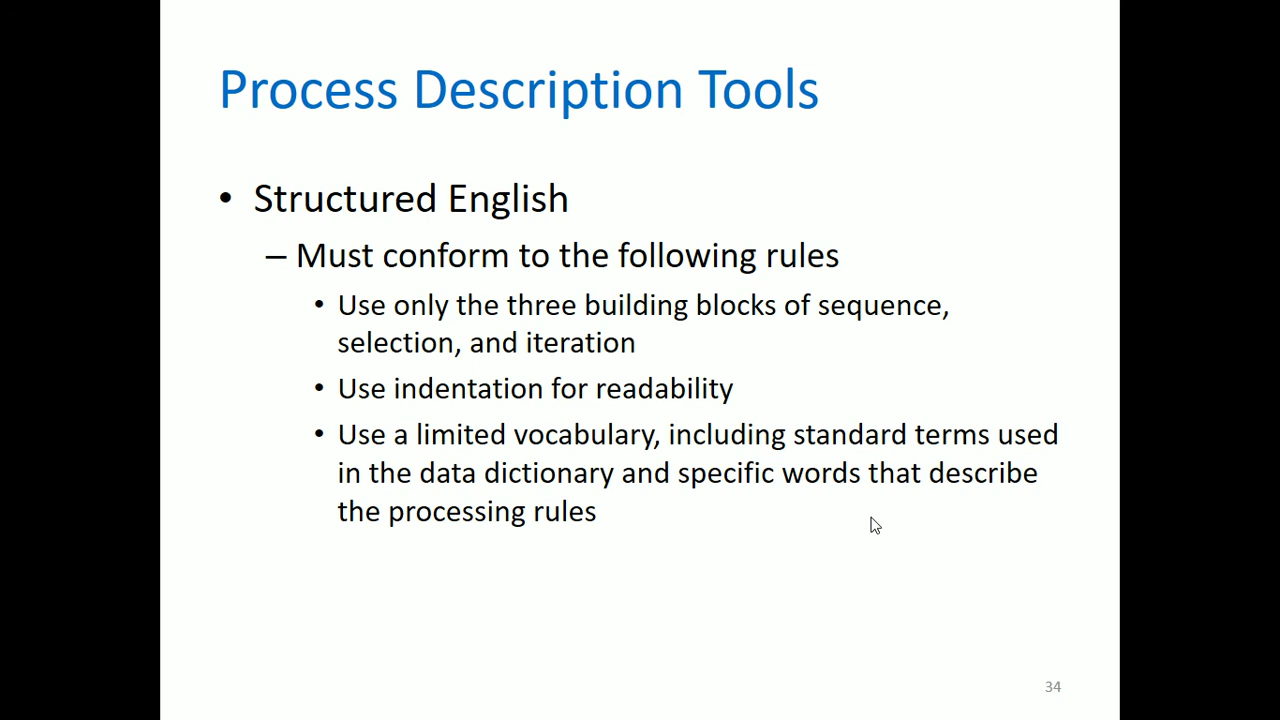 Process Description Tools
• Structured English
– Must conform to the following rules
• Use only the three building blocks of sequence,
selection, and iteration
• Use indentation for readability
• Use a limited vocabulary, including standard terms used
in the data dictionary and specific words that describe
the processing rules
34